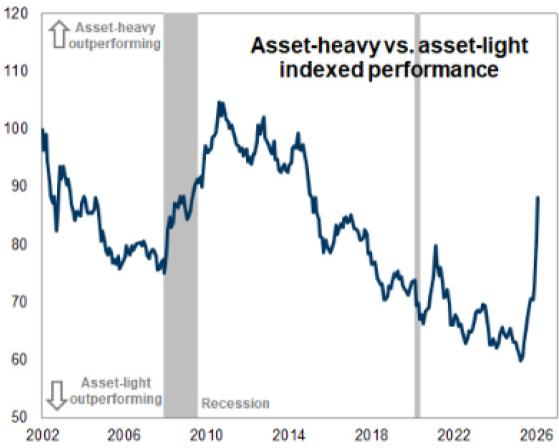 Asset-heavy vs. asset-light
indexed performance
Asset-heavy
outperforming
120
110
100
90
80
70
60
50
Asset-light
outperforming
Recession
2002
2006
2010
2014
2018
2022
2026